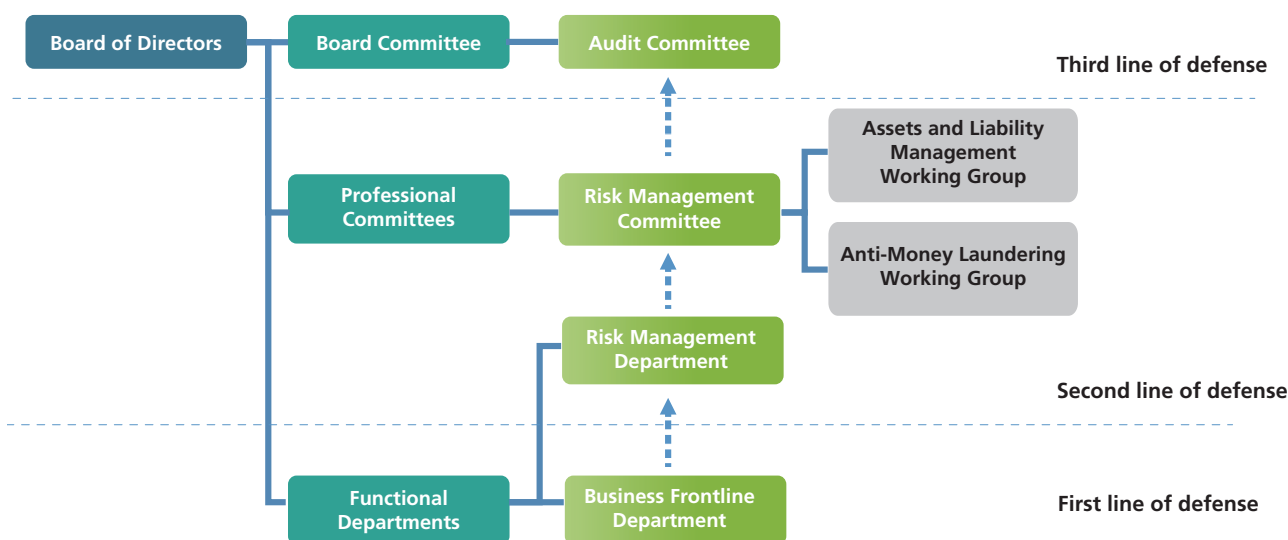 Board of Directors
Board Committee
Audit Committee
Third line of defense
Assets and Liability
Management
Working Group
Professional
Committees
Risk Management
Committee
Anti-Money Laundering
Working Group
Risk Management
Department
Second line of defense
Functional
Departments
Business Frontline
Department
First line of defense